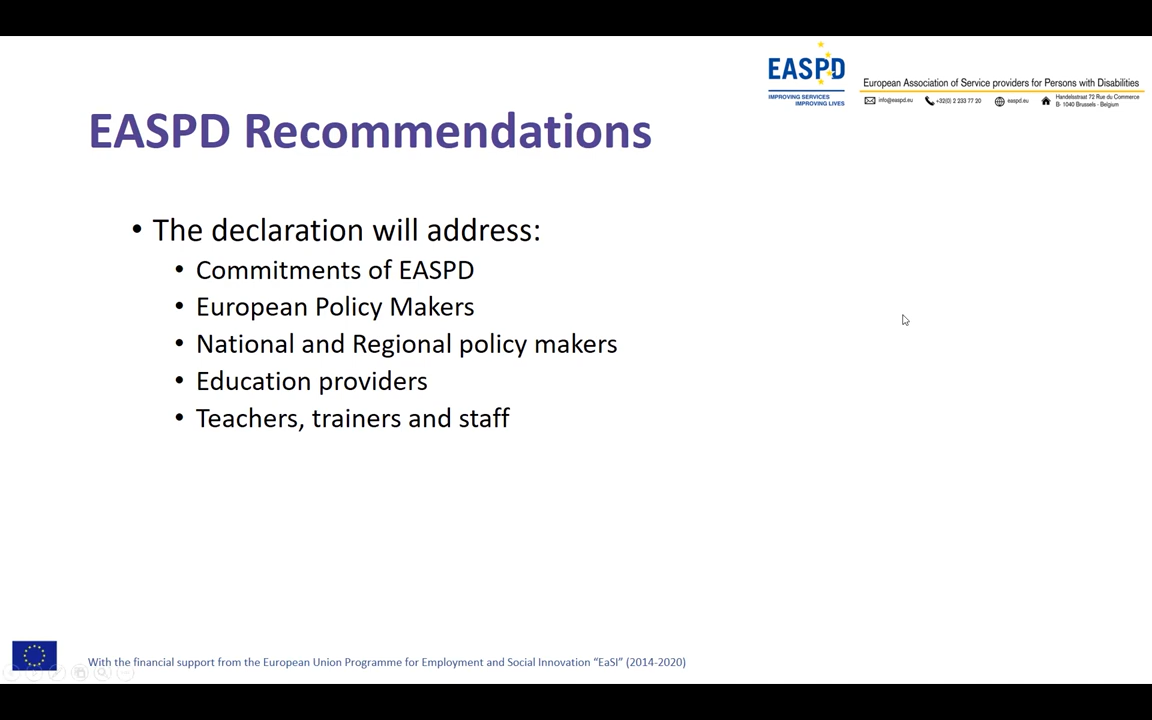 EASPD
IMPROVING SERVICES
IMPROVING LIVES
European Association of Service providers for Persons with Disabilities
info@easpd.eu +32(0) 2 233 77 20 easpd.eu Handelsstraat 72 Rue du Commerce
B- 1040 Brussels - Belgium
EASPD Recommendations
• The declaration will address:
• Commitments of EASPD
• European Policy Makers
• National and Regional policy makers
• Education providers
• Teachers, trainers and staff
With the financial support from the European Union Programme for Employment and Social Innovation “EaSI” (2014-2020)